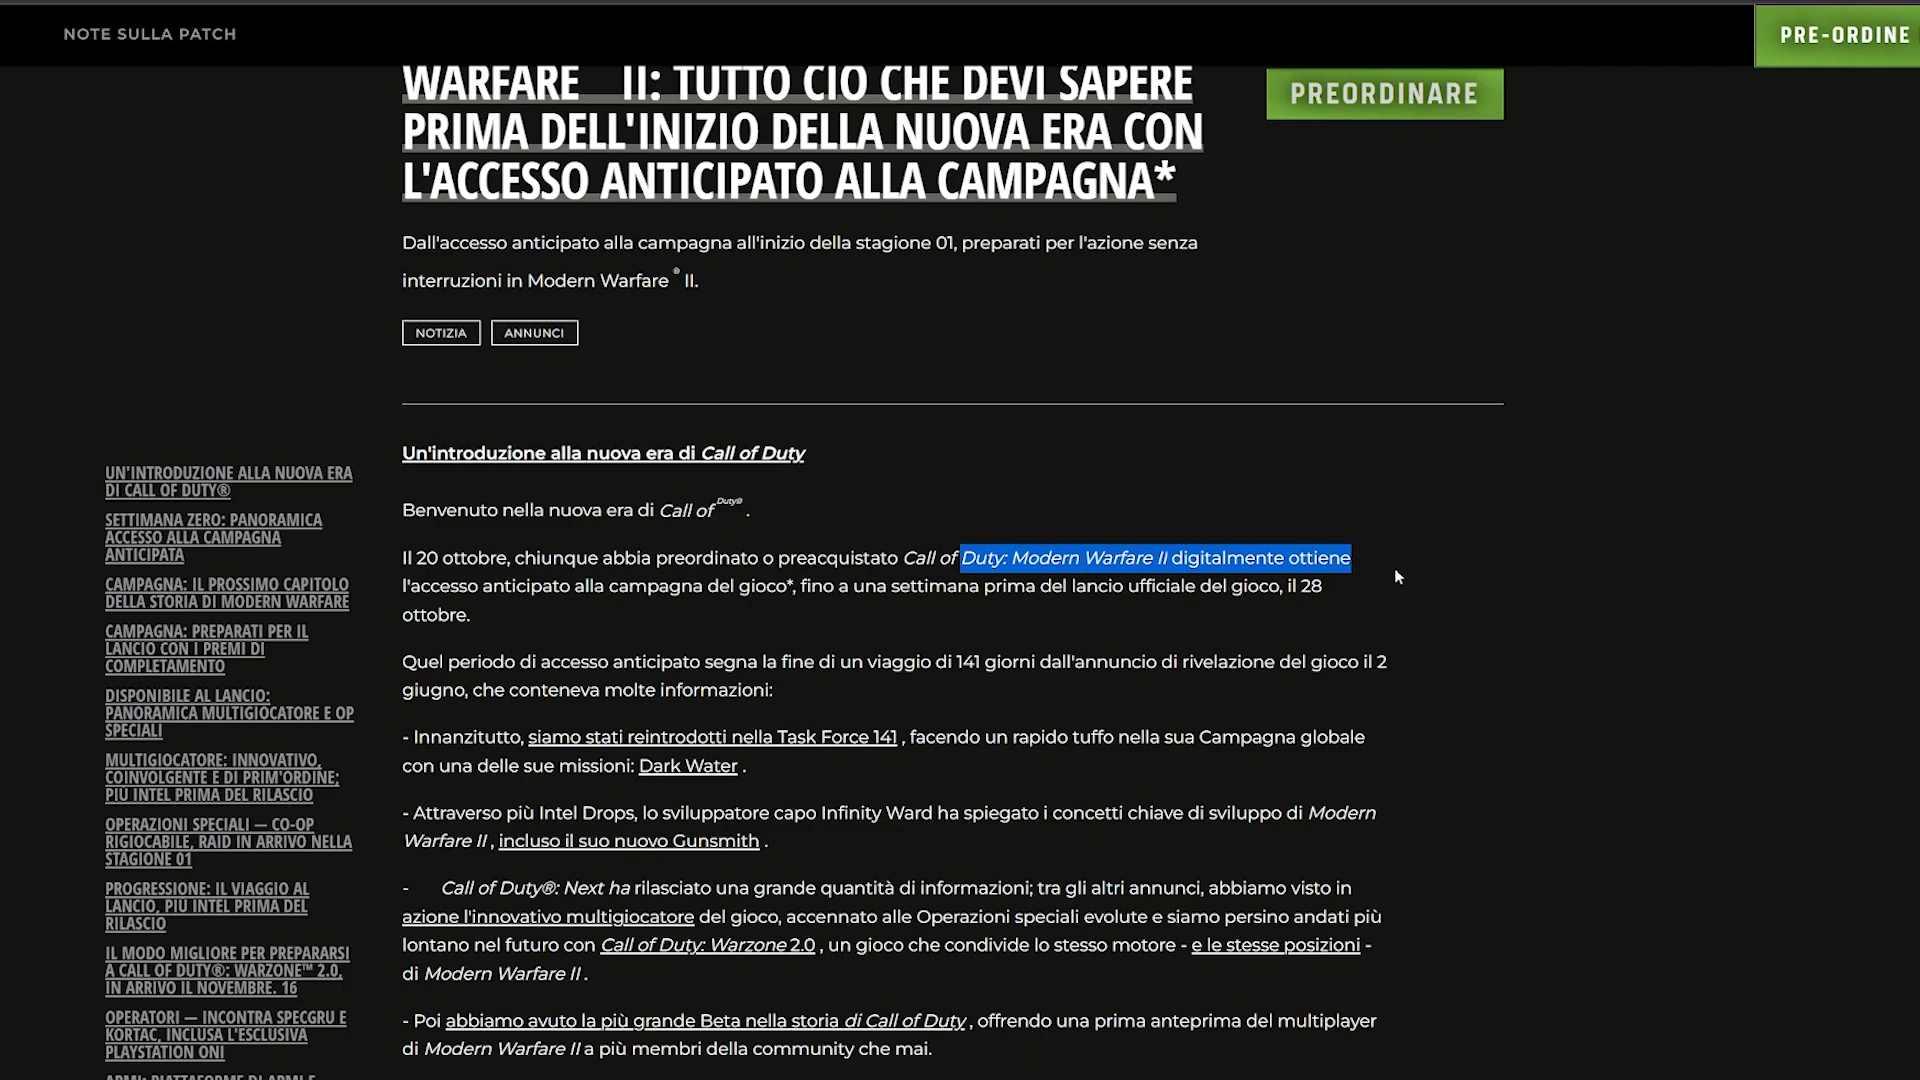 NOTE SULLA PATCH
PRE-ORDINE
WARFARE II: TUTTO CIÒ CHE DEVI SAPERE
PRIMA DELL'INIZIO DELLA NUOVA ERA CON
L'ACCESSO ANTICIPATO ALLA CAMPAGNA*
PREORDINARE
Dall'accesso anticipato alla campagna all'inizio della stagione 01, preparati per l'azione senza
interruzioni in Modern Warfare ® II.
NOTIZIA
ANNUNCI
UN'INTRODUZIONE ALLA NUOVA ERA
DI CALL OF DUTY®
SETTIMANA ZERO: PANORAMICA
ACCESSO ALLA CAMPAGNA
ANTICIPATA
CAMPAGNA: IL PROSSIMO CAPITOLO
DELLA STORIA DI MODERN WARFARE
CAMPAGNA: PREPARATI PER IL
LANCIO CON I PREMI DI
COMPLETAMENTO
DISPONIBILE AL LANCIO:
PANORAMICA MULTIGIOCATORE E OP
SPECIALI
MULTIGIOCATORE: INNOVATIVO,
COINVOLGENTE E DI PRIM'ORDINE;
PIÙ INTEL PRIMA DEL RILASCIO
OPERAZIONI SPECIALI — CO-OP
RIGIOCABILE, RAID IN ARRIVO NELLA
STAGIONE 01
PROGRESSIONE: IL VIAGGIO AL
LANCIO, PIÙ INTEL PRIMA DEL
RILASCIO
IL MODO MIGLIORE PER PREPARARSI
A CALL OF DUTY®: WARZONE™ 2.0,
IN ARRIVO IL NOVEMBRE. 16
OPERATORI — INCONTRA SPECGRU E
KORTAC, INCLUSA L'ESCLUSIVA
PLAYSTATION ONI
ARMI: PIATTAFORME DI ARMI E
Un'introduzione alla nuova era di Call of Duty
Benvenuto nella nuova era di Call of Duty® .
Il 20 ottobre, chiunque abbia preordinato o preacquistato Call of Duty: Modern Warfare II digitalmente ottiene
l'accesso anticipato alla campagna del gioco*, fino a una settimana prima del lancio ufficiale del gioco, il 28
ottobre.
Quel periodo di accesso anticipato segna la fine di un viaggio di 141 giorni dall'annuncio di rivelazione del gioco il 2
giugno, che conteneva molte informazioni:
- Innanzitutto, siamo stati reintrodotti nella Task Force 141 , facendo un rapido tuffo nella sua Campagna globale
con una delle sue missioni: Dark Water .
- Attraverso più Intel Drops, lo sviluppatore capo Infinity Ward ha spiegato i concetti chiave di sviluppo di Modern
Warfare II , incluso il suo nuovo Gunsmith .
- Call of Duty®: Next ha rilasciato una grande quantità di informazioni; tra gli altri annunci, abbiamo visto in
azione l'innovativo multigiocatore del gioco, accennato alle Operazioni speciali evolute e siamo persino andati più
lontano nel futuro con Call of Duty: Warzone 2.0 , un gioco che condivide lo stesso motore - e le stesse posizioni -
di Modern Warfare II .
- Poi abbiamo avuto la più grande Beta nella storia di Call of Duty , offrendo una prima anteprima del multiplayer
di Modern Warfare II a più membri della community che mai.